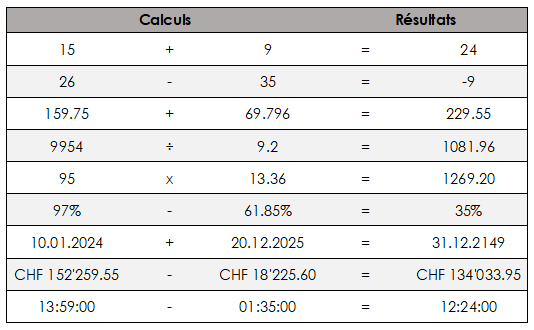 Calculs Résultats
15 + 9 = 24
26 - 35 = -9
159.75 + 69.796 = 229.55
9954 ÷ 9.2 = 1081.96
95 x 13.36 = 1269.20
97% - 61.85% = 35%
10.01.2024 + 20.12.2025 = 31.12.2149
CHF 152'259.55 - CHF 18'225.60 = CHF 134'033.95
13:59:00 - 01:35:00 = 12:24:00